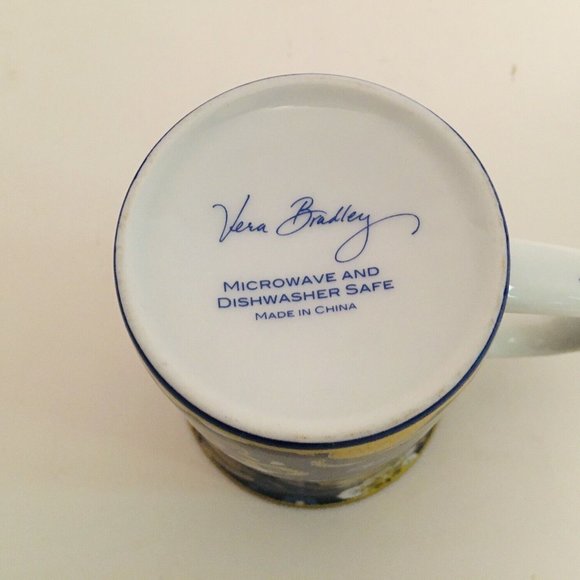 Vera Bradley
MICROWAVE AND
DISHWASHER SAFE
MADE IN CHINA